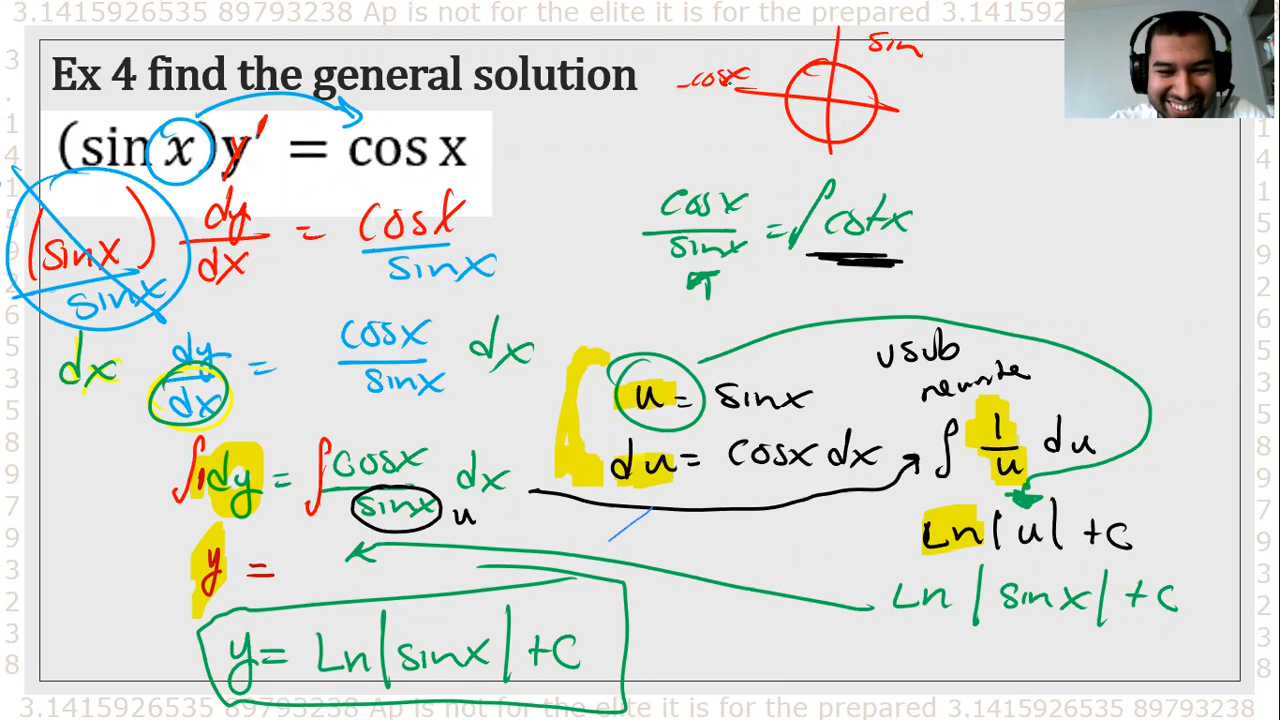 3.1415926535 89793238 Ap is not for the elite it is for the prepared 3.1415926535
Ex 4 find the general solution
sin
-cosx
(sin x)y' = cos x
(sinx) dy/dx = cosx/sinx
sinx
cosx/sinx = ∫cotx
dx dy/dx = cosx/sinx dx
usub
rewrite
u = sinx
du = cosx dx
∫ 1/u du
∫1dy = ∫cosx/sinx dx
u
Ln|u| + c
y =
Ln|sinx| + c
y = Ln|sinx| + c
6535 89793238 Ap is not for the elite it is for the prepared 3.1415926535 89793238